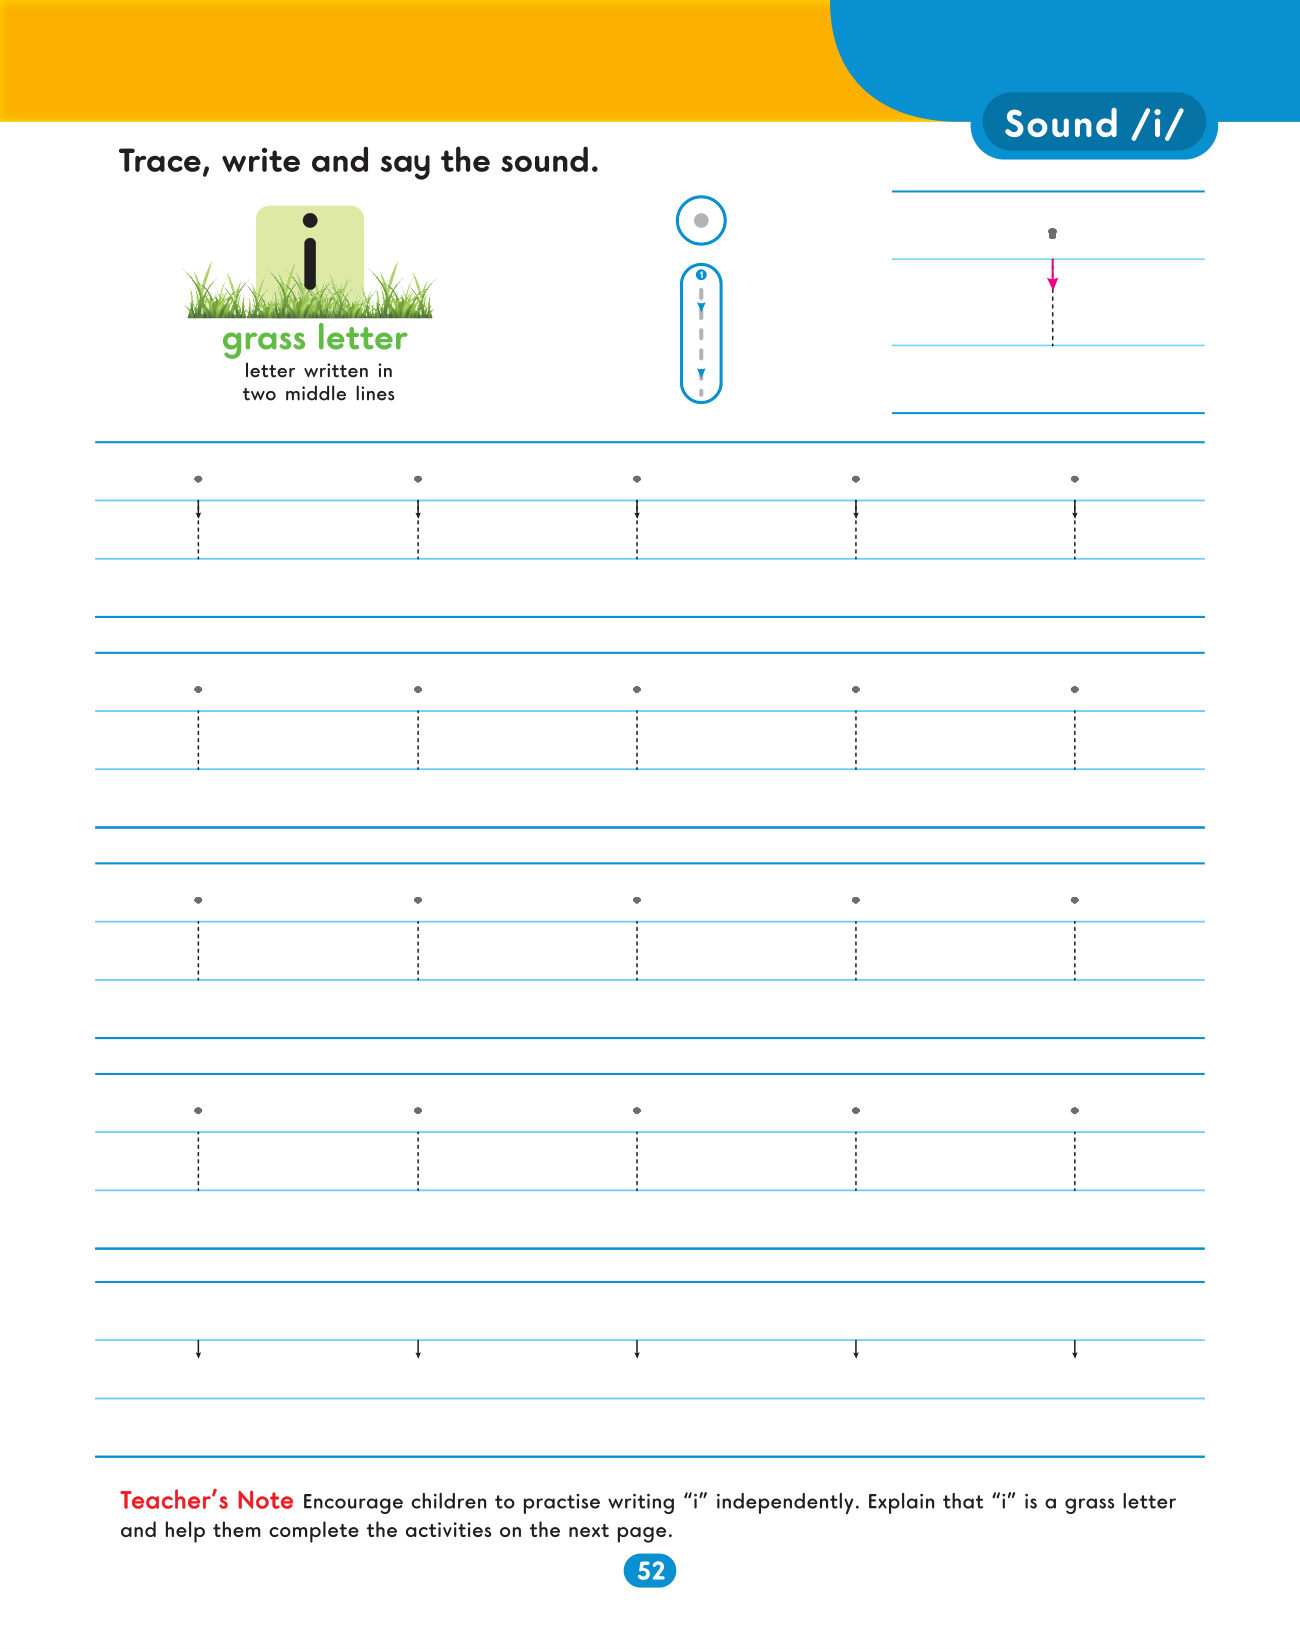 Sound /i/
Trace, write and say the sound.
i
1
grass letter
letter written in
two middle lines
Teacher's Note Encourage children to practise writing “i” independently. Explain that “i” is a grass letter
and help them complete the activities on the next page.
52